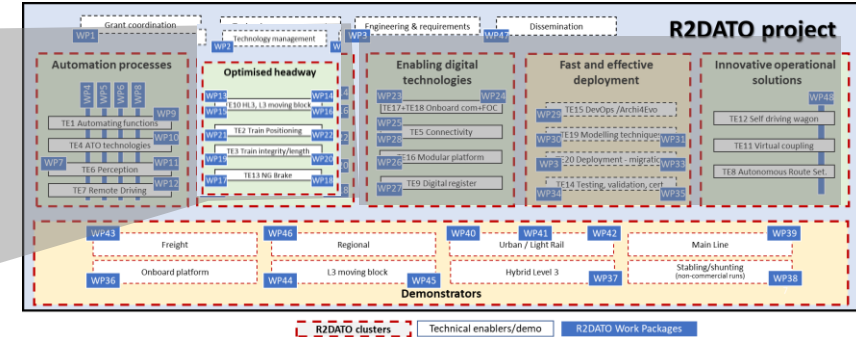 Grant coordination
Engineering & requirements
Dissemination
R2DATO project
WP1
WP2
Technology management
WP3
WP47
Automation processes
Optimised headway
Enabling digital technologies
Fast and effective deployment
Innovative operational solutions
WP4
WP5
WP6
WP8
WP9
TE1 Automating functions
WP10
TE4 ATO technologies
WP7
WP11
TE6 Perception
WP12
TE7 Remote Driving
WP13
WP14
TE10 HL3, L3 moving block
WP15
WP16
TE2 Train Positioning
WP21
WP22
TE3 Train integrity/length
WP19
WP20
TE13 NG Brake
WP17
WP18
WP23
WP24
TE17+TE18 Onboard com+FOC
WP25
TE5 Connectivity
WP28
WP26
TE16 Modular platform
TE9 Digital register
WP27
TE15 DevOps /Archi4Evo
WP29
TE19 Modelling techniques
WP30
WP31
TE20 Deployment - migration
WP33
TE14 Testing, validation, cert
WP34
WP35
WP48
TE12 Self driving wagon
TE11 Virtual coupling
TE8 Autonomous Route Set.
WP43
Freight
WP46
Regional
WP40
WP41
WP42
Urban / Light Rail
Main Line
WP39
Onboard platform
WP36
L3 moving block
WP44
WP45
Hybrid Level 3
WP37
Stabling/shunting
(non-commercial runs)
WP38
Demonstrators
R2DATO clusters
Technical enablers/demo
R2DATO Work Packages